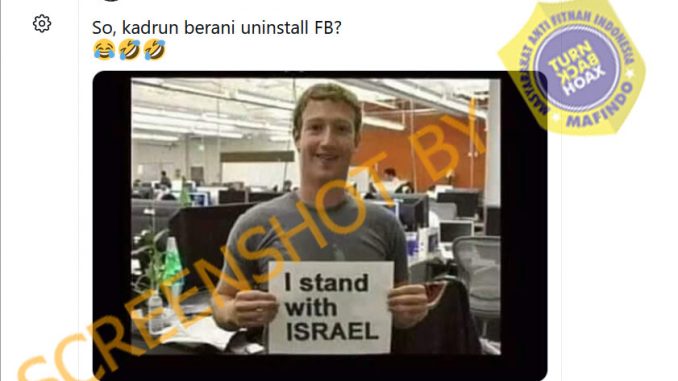 So, kadrun berani uninstall FB?
😂🤣🤣
MASYARAKAT ANTI FITNAH INDONESIA
TURN
BACK
HOAX
MAFINDO
I stand
with
ISRAEL
SCREENSHOT BY